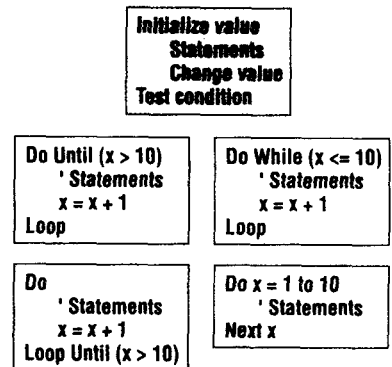 Initialize value
Statements
Change value
Test condition
Do Until (x > 10)
' Statements
x = x + 1
Loop
Do While (x <= 10)
' Statements
x = x + 1
Loop
Do
' Statements
x = x + 1
Loop Until (x > 10)
Do x = 1 to 10
' Statements
Next x